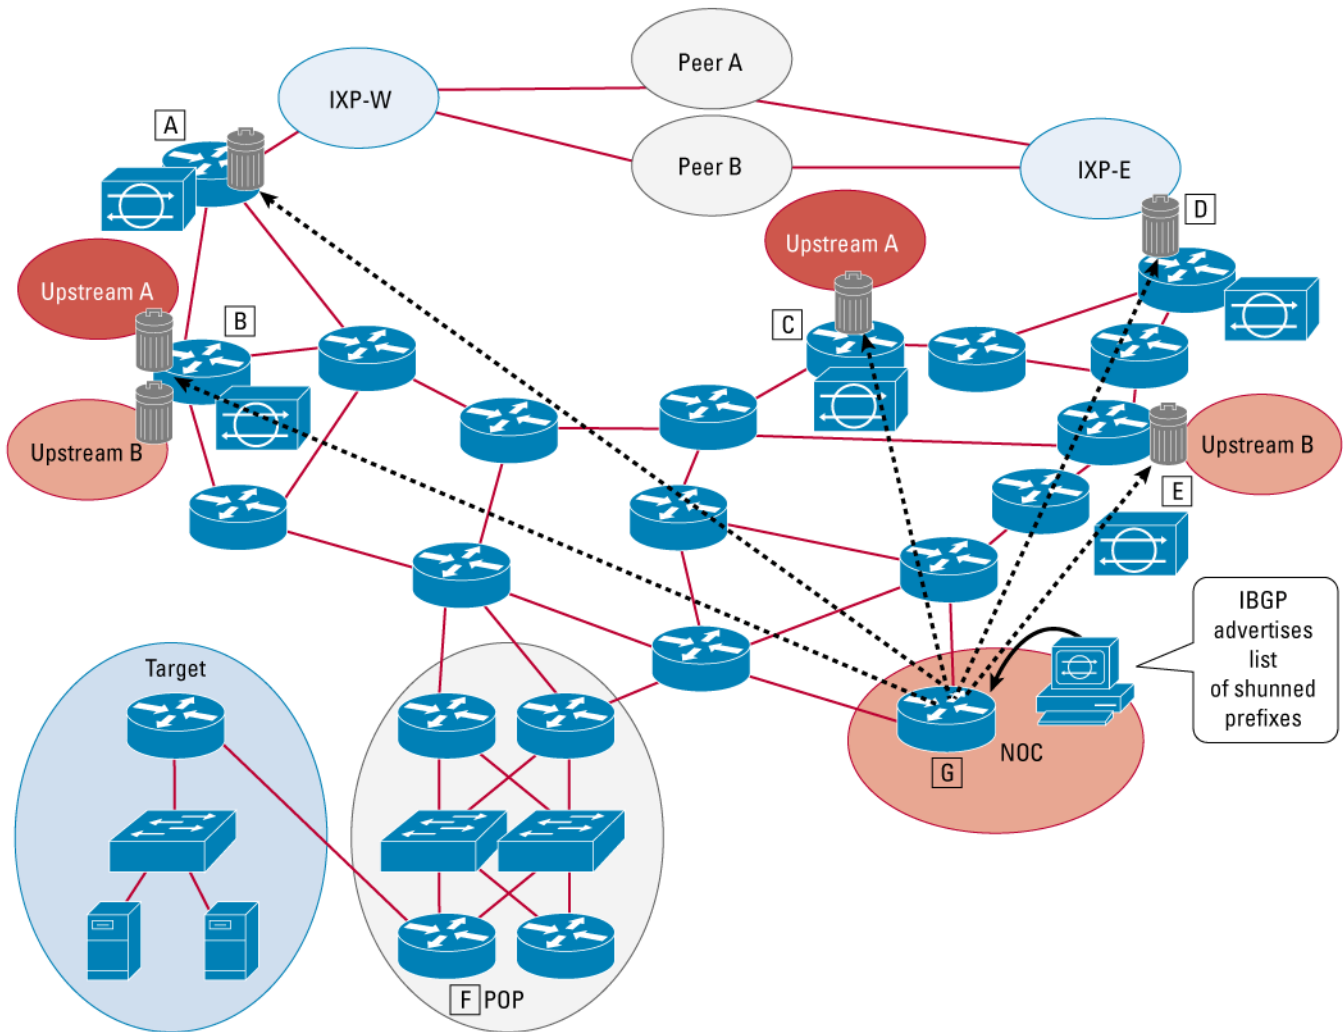 Peer A
IXP-W
A
Peer B
IXP-E
D
Upstream A
Upstream A
B
C
Upstream B
Upstream B
E
IBGP
advertises
list
of shunned
prefixes
Target
NOC
G
F POP